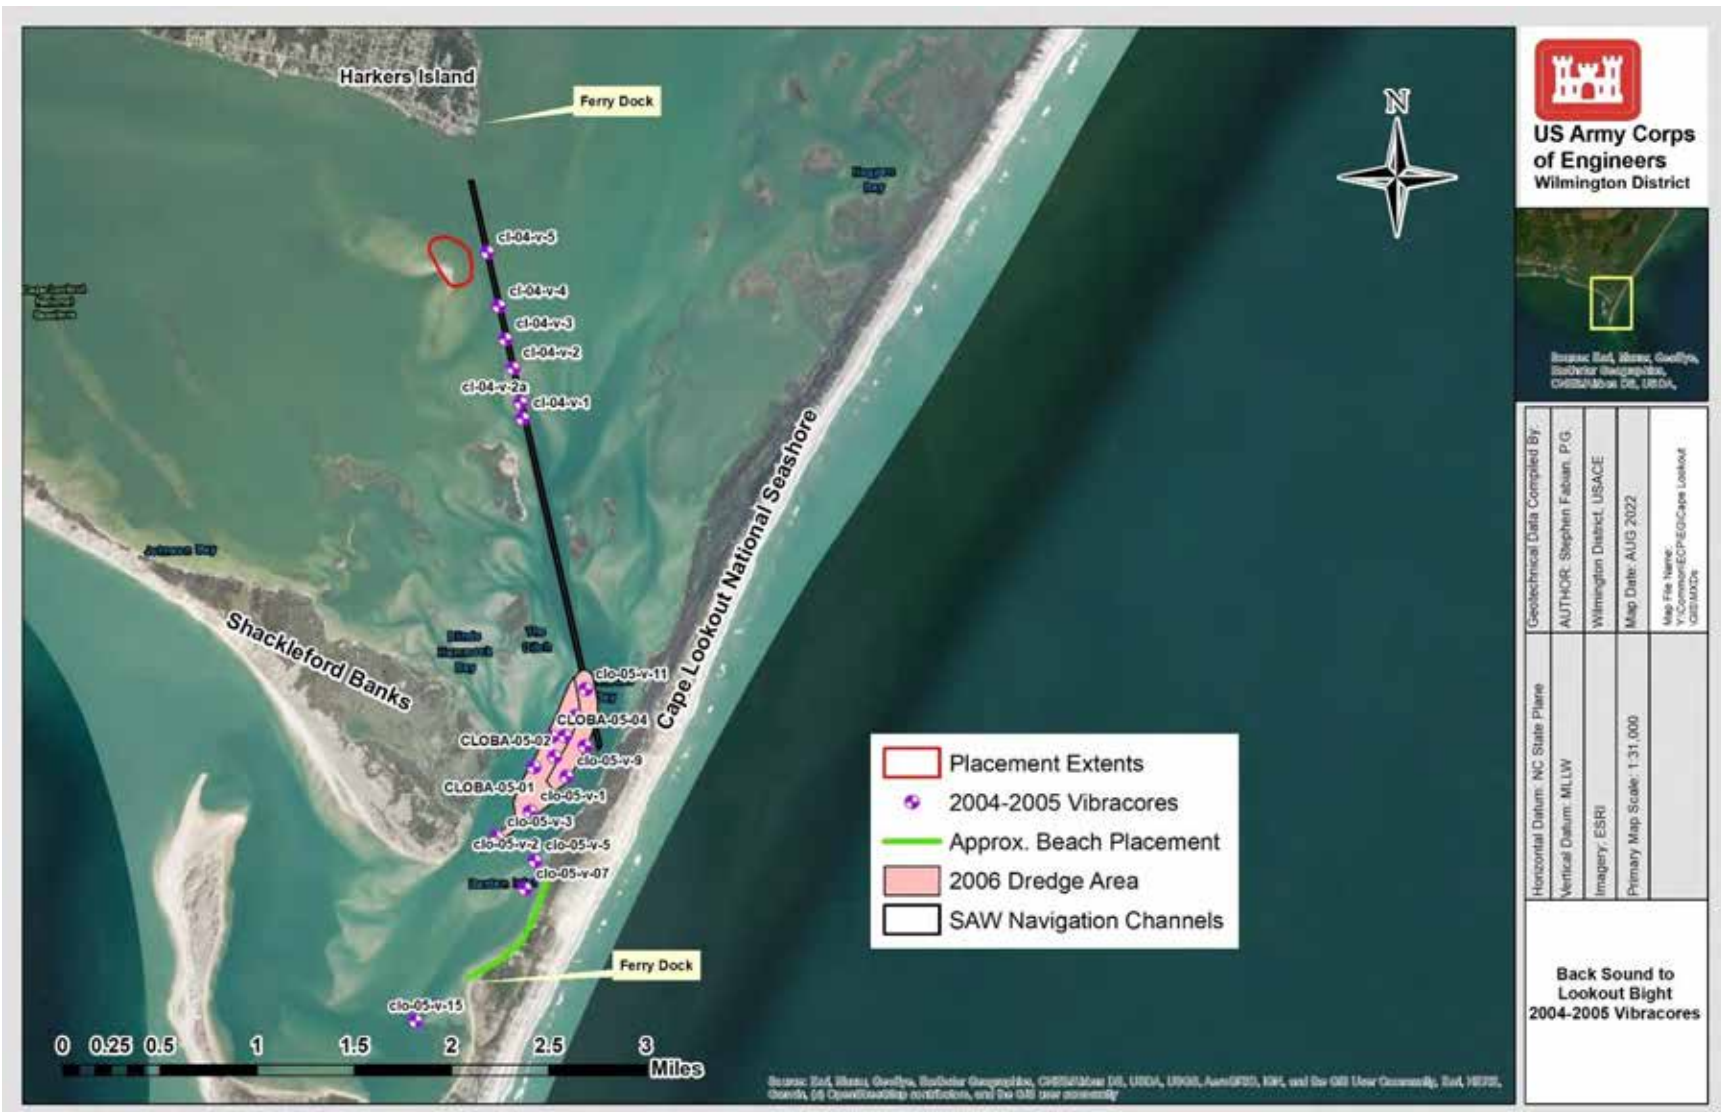 Harkers Island
Ferry Dock
N
cl-04-v-5
cl-04-v-4
cl-04-v-3
cl-04-v-2
cl-04-v-2a
cl-04-v-1
Johnson Bay
Shackleford Banks
The
Cape Lookout National Seashore
clo-05-v-11
CLOBA-05-04
CLOBA-05-02
clo-05-v-9
CLOBA-05-01
clo-05-v-1
clo-05-v-3
clo-05-v-2
clo-05-v-5
clo-05-v-07
Ferry Dock
clo-05-v-15
0 0.25 0.5 1 1.5 2 2.5 3
Miles
Placement Extents
2004-2005 Vibracores
Approx. Beach Placement
2006 Dredge Area
SAW Navigation Channels
US Army Corps
of Engineers
Wilmington District
Geotechnical Data Compiled By:
AUTHOR: Stephen Fabian, P.G.
Wilmington District, USACE
Map Date: AUG 2022
Map File Name:
Horizontal Datum: NC State Plane
Vertical Datum: MLLW
Imagery: ESRI
Primary Map Scale: 1:31,000
Back Sound to
Lookout Bight
2004-2005 Vibracores